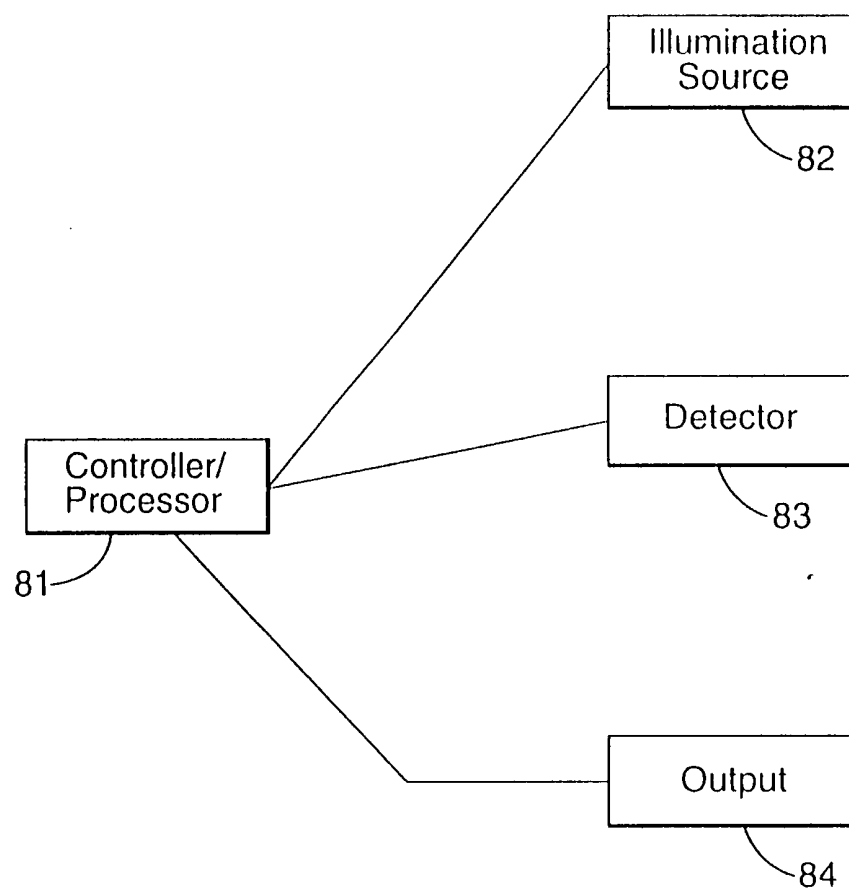 Illumination
Source
82
Detector
83
Controller/
Processor
81
Output
84